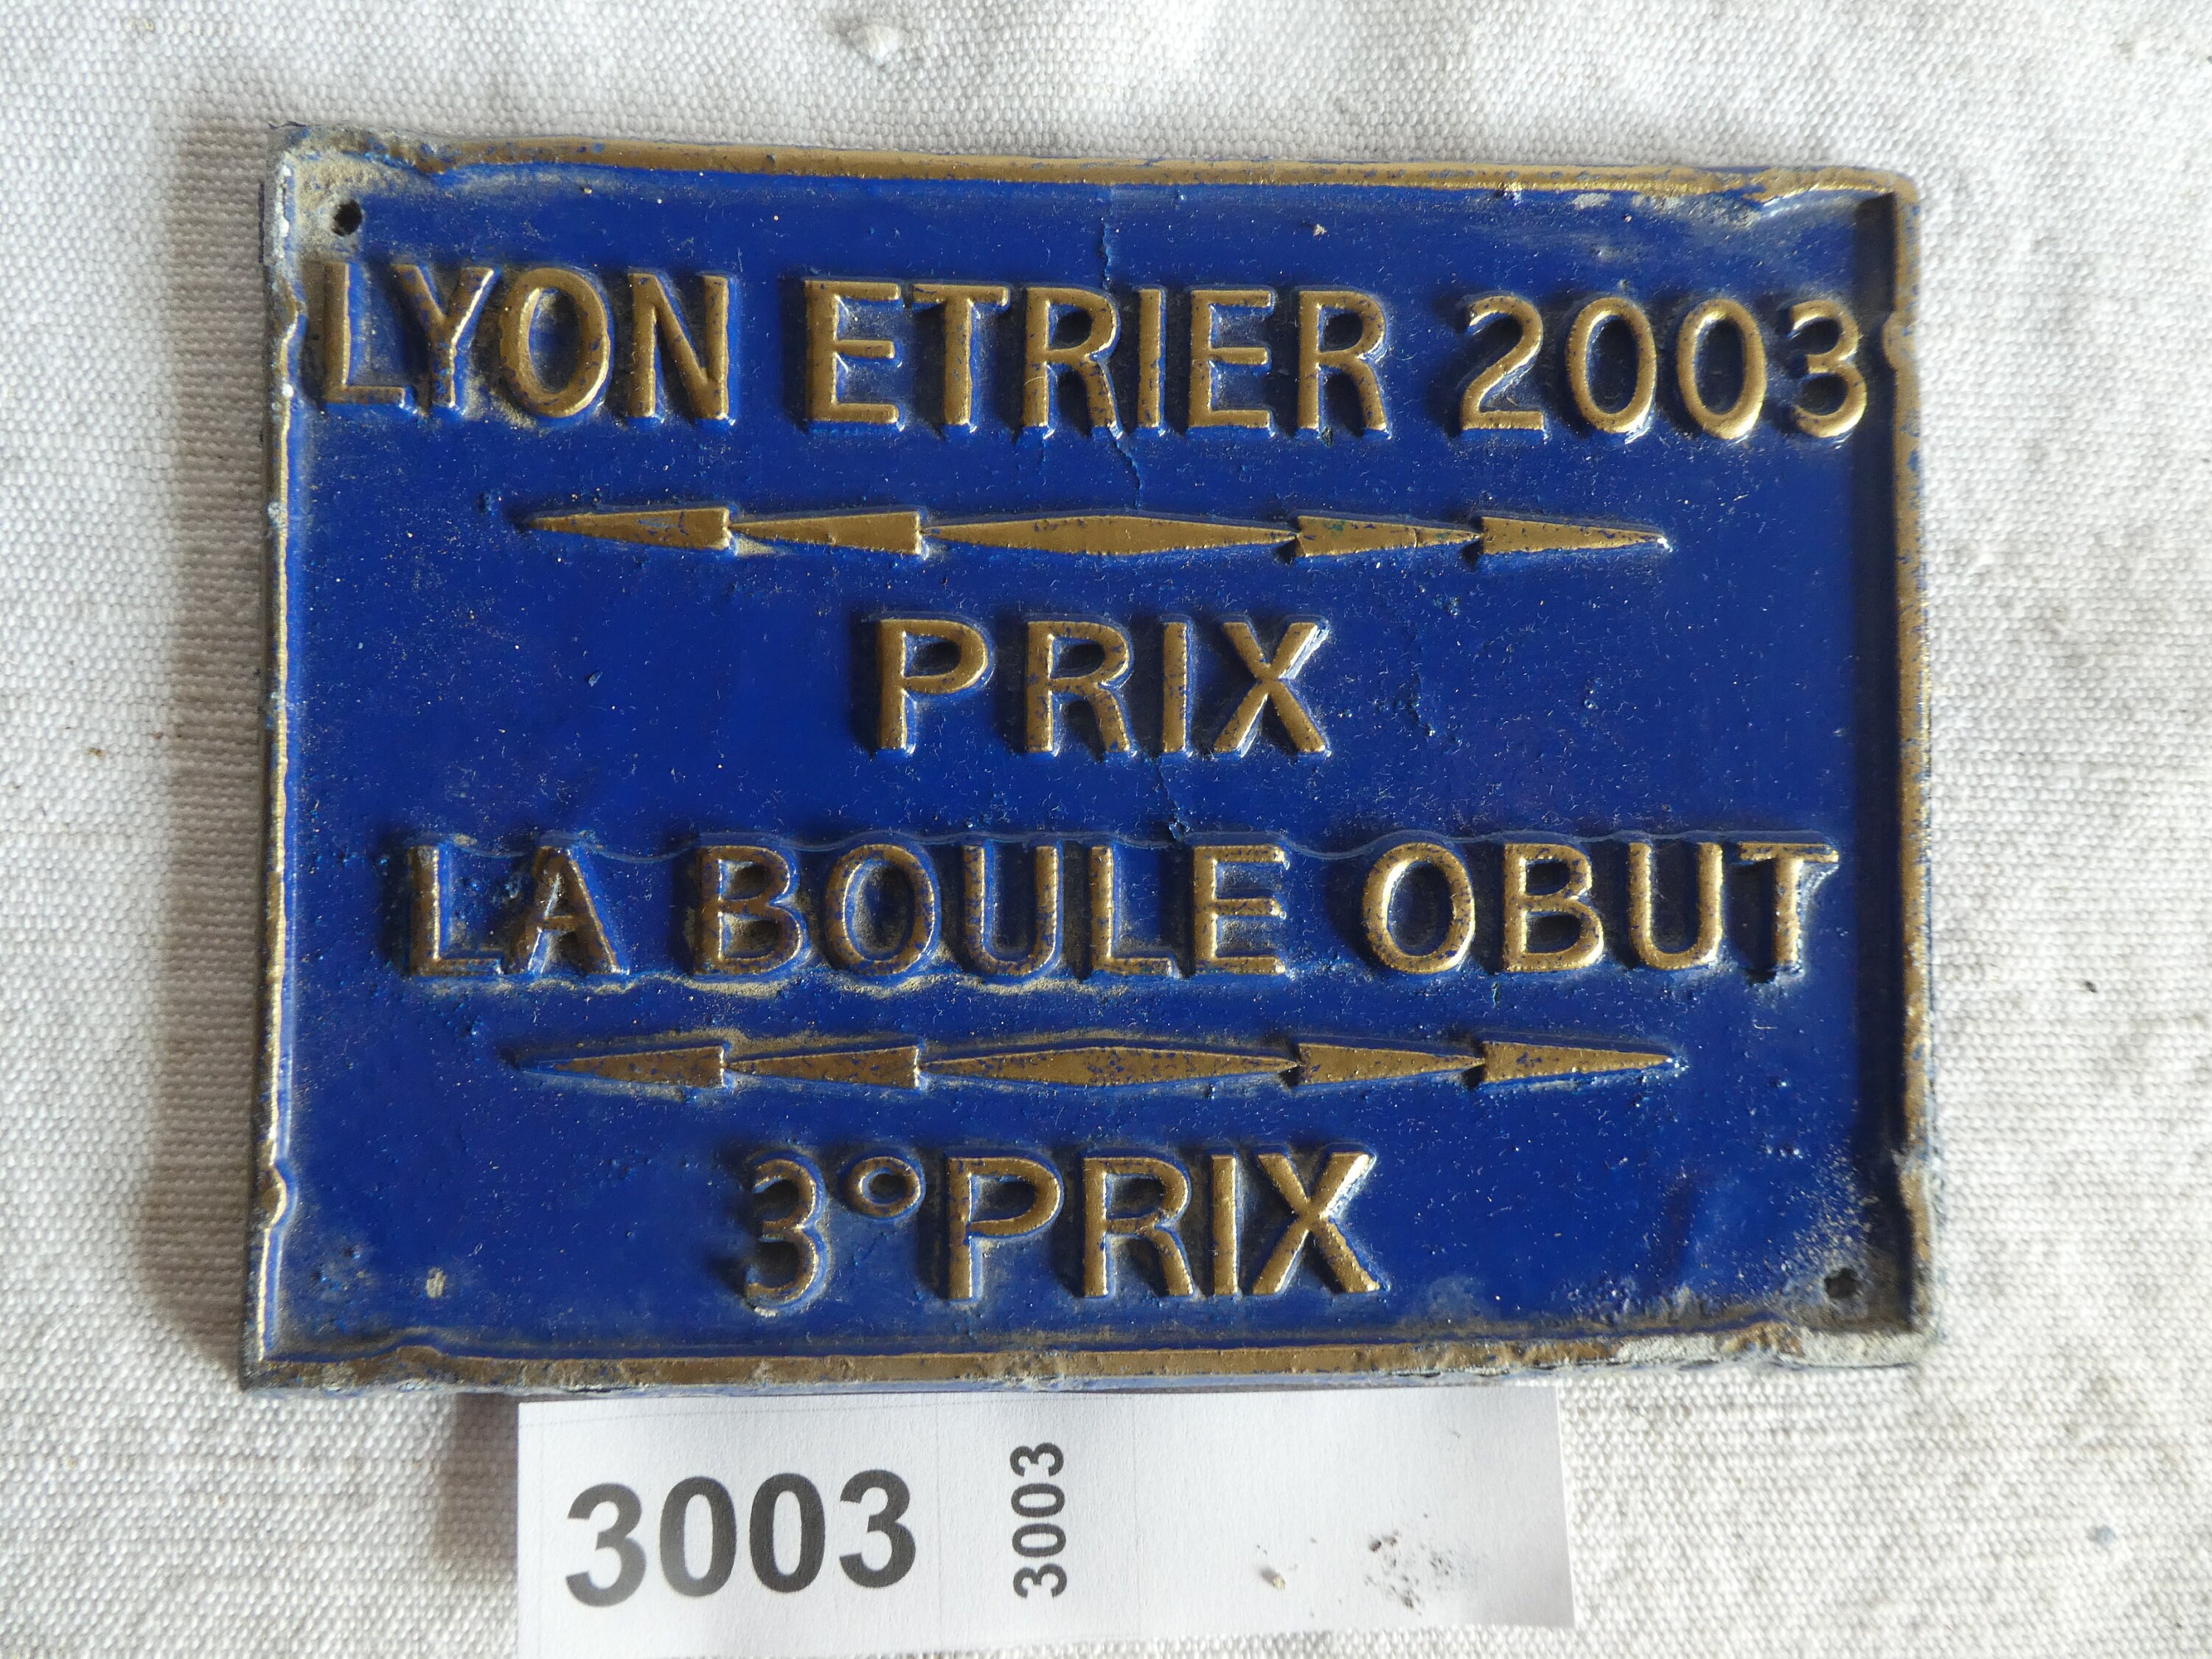 LYON ETRIER 2003
PRIX
LA BOULE OBUT
3° PRIX
3003
3003